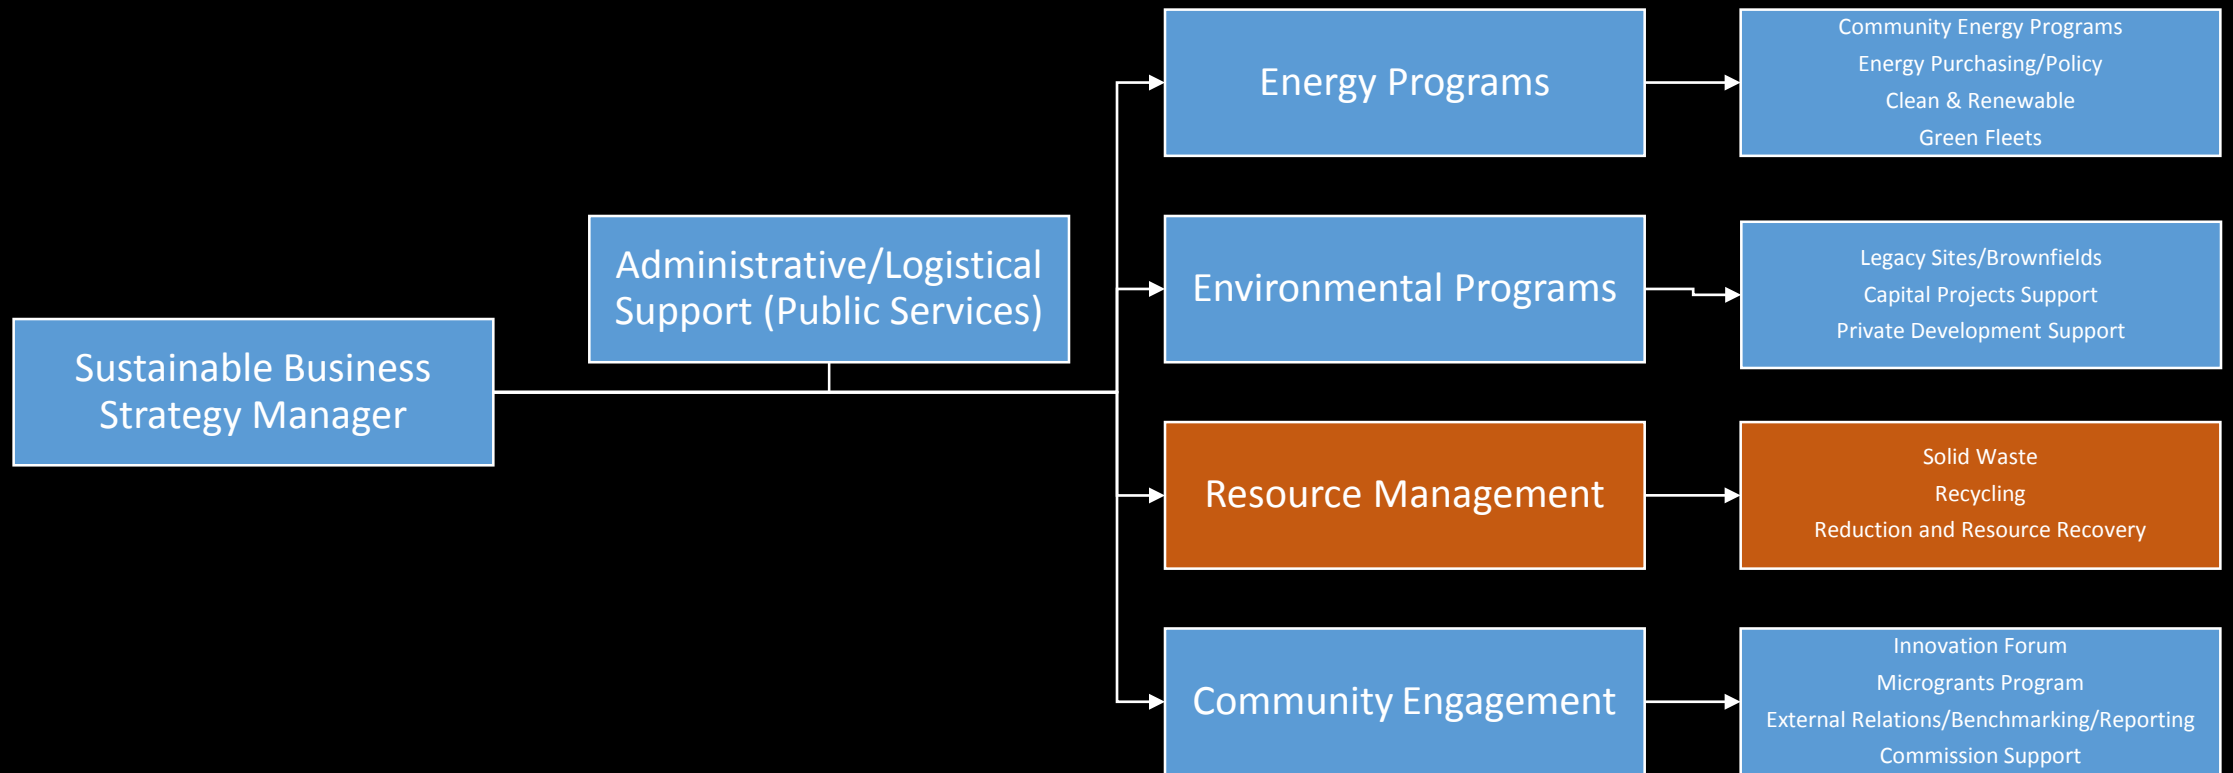 Sustainable Business
Strategy Manager
Administrative/Logistical
Support (Public Services)
Energy Programs
Community Energy Programs
Energy Purchasing/Policy
Clean & Renewable
Green Fleets
Environmental Programs
Legacy Sites/Brownfields
Capital Projects Support
Private Development Support
Resource Management
Solid Waste
Recycling
Reduction and Resource Recovery
Community Engagement
Innovation Forum
Microgrants Program
External Relations/Benchmarking/Reporting
Commission Support